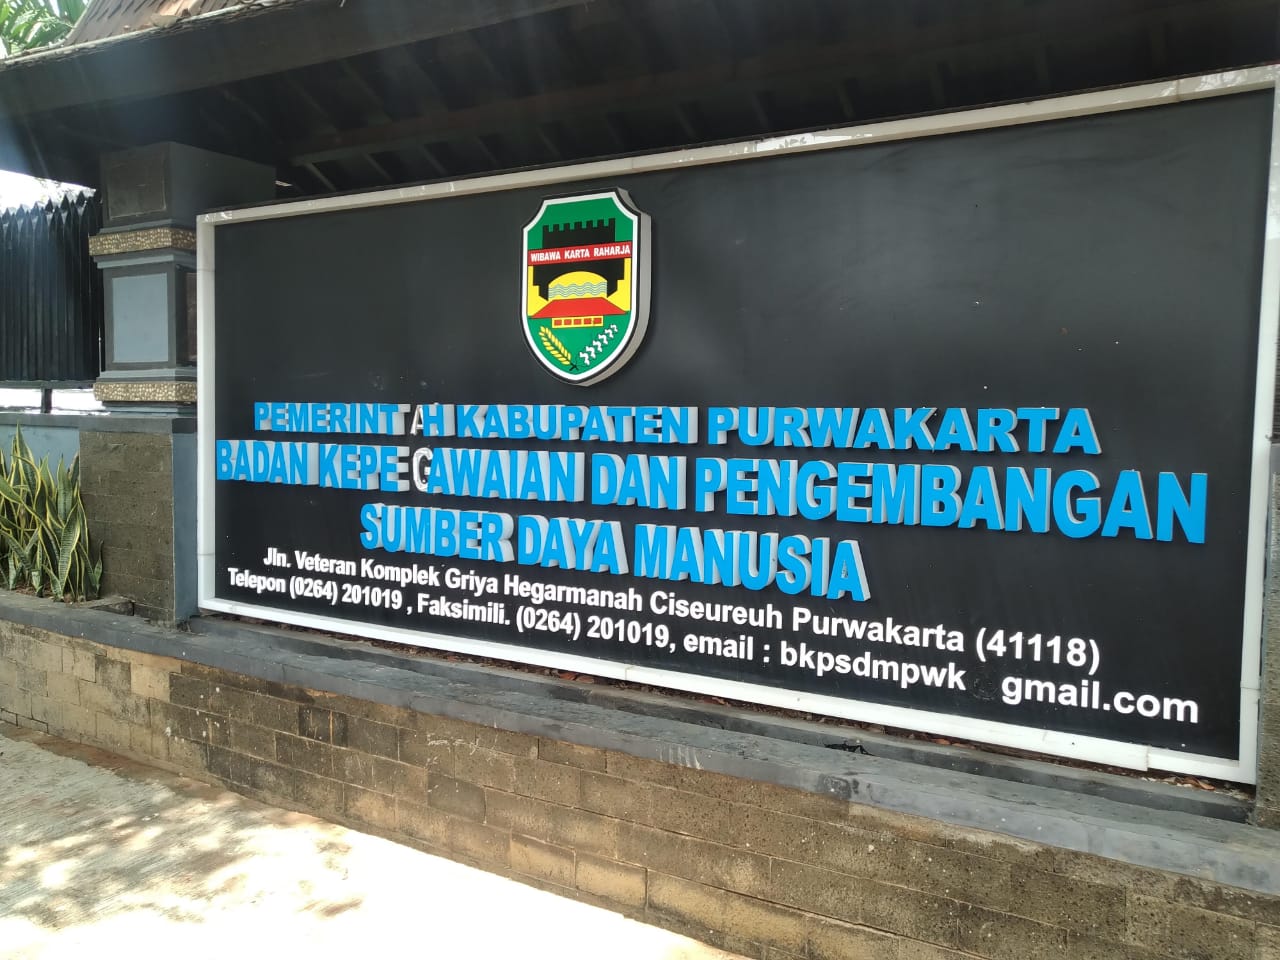 WIBAWA KARTA RAHARJA
PEMERINTAH KABUPATEN PURWAKARTA
BADAN KEPEGAWAIAN DAN PENGEMBANGAN
SUMBER DAYA MANUSIA
Jln. Veteran Komplek Griya Hegarmanah Ciseureuh Purwakarta (41118)
Telepon (0264) 201019 , Faksimili. (0264) 201019, email : bkpsdmpwk gmail.com